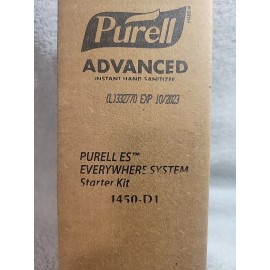 Purell
ADVANCED
INSTANT HAND SANITIZER
(L)332770 EXP 10/2023
PURELL ES™
EVERYWHERE SYSTEM
Starter Kit
1450-D1